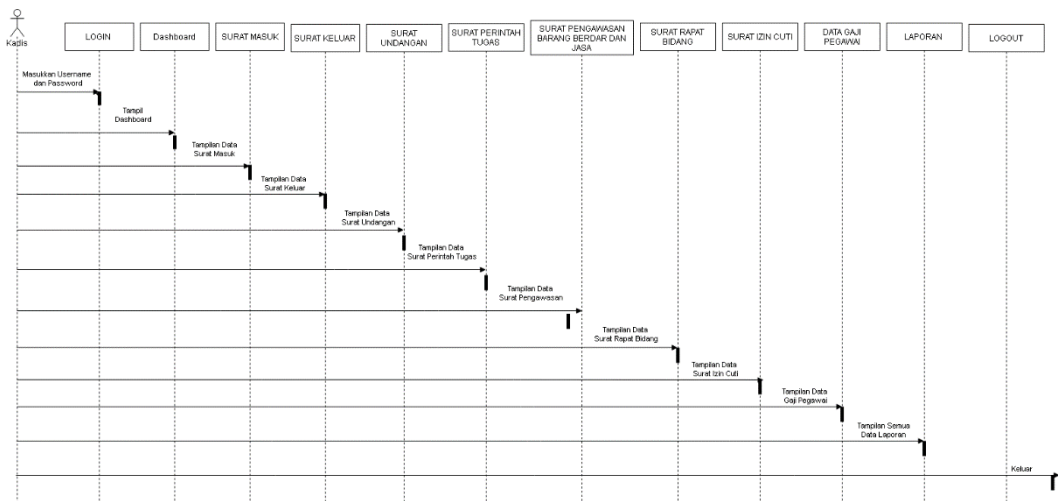 Kadis
LOGIN
Dashboard
SURAT MASUK
SURAT KELUAR
SURAT
UNDANGAN
SURAT PERINTAH
TUGAS
SURAT PENGAWASAN
BARANG BERDAR DAN
JASA
SURAT RAPAT
BIDANG
SURAT IZIN CUTI
DATA GAJI
PEGAWAI
LAPORAN
LOGOUT
Masukkan Username
dan Password
Tampil
Dashboard
Tampilan Data
Surat Masuk
Tampilan Data
Surat Keluar
Tampilan Data
Surat Undangan
Tampilan Data
Surat Perintah Tugas
Tampilan Data
Surat Pengawasan
Tampilan Data
Surat Rapat Bidang
Tampilan Data
Surat Izin Cuti
Tampilan Data
Gaji Pegawai
Tampilan Semua
Data Laporan
Keluar